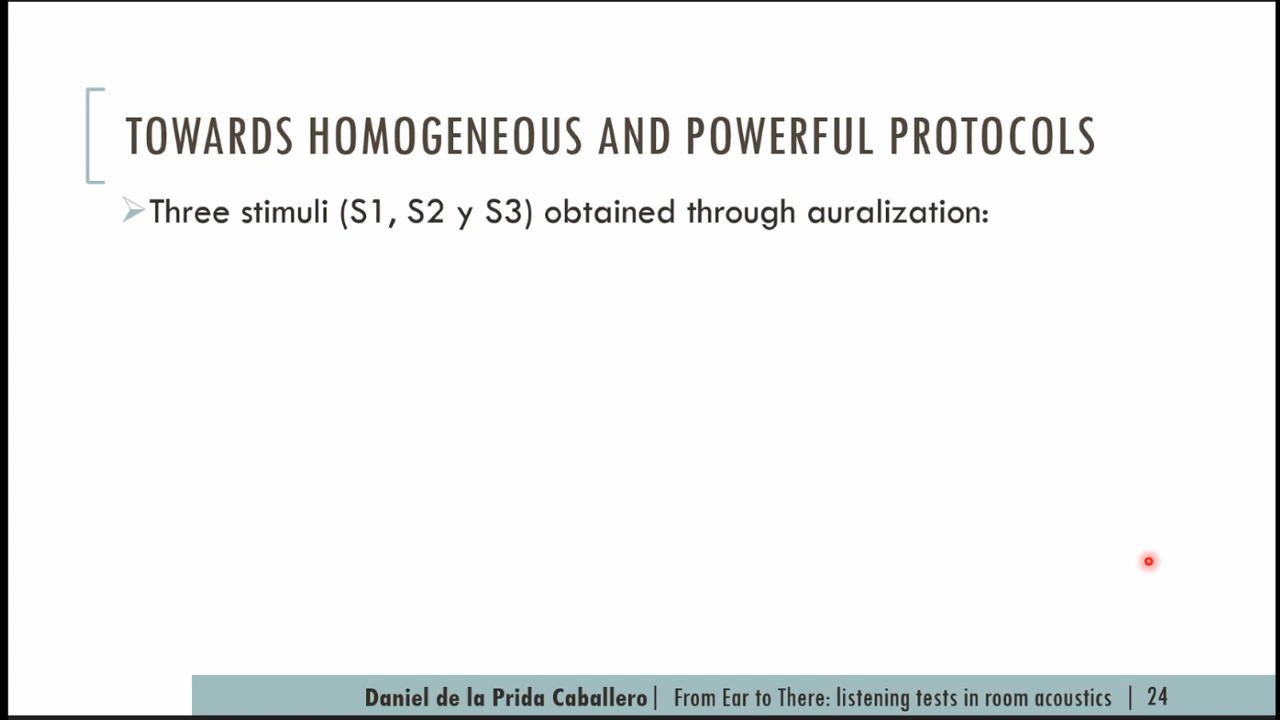 TOWARDS HOMOGENEOUS AND POWERFUL PROTOCOLS
Three stimuli (S1, S2 y S3) obtained through auralization:
Daniel de la Prida Caballero| From Ear to There: listening tests in room acoustics | 24